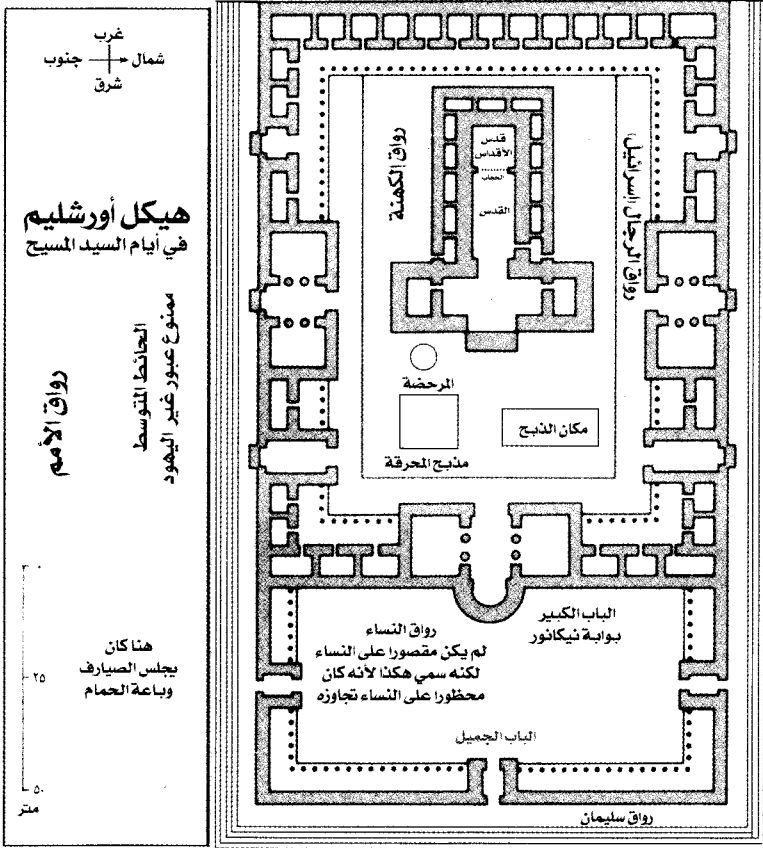 غرب
شمال
جنوب
شرق
هيكل أورشليم
في أيام السيد المسيح
ممنوع عبور غير اليهود
الحائط المتوسط
رواق الأمم
٠
٢٥
٥٠
متر
هنا كان
يجلس الصيارف
وباعة الحمام
رواق الرجال (إسرائيل)
رواق الكهنة
قدس
الأقداس
الحجاب
القدس
المرحضة
مذبح المحرقة
مكان الذبح
الباب الكبير
بوابة نيكانور
رواق النساء
لم يكن مقصورا على النساء
لكنه سمي هكذا لأنه كان
محظورا على النساء تجاوزه
الباب الجميل
رواق سليمان